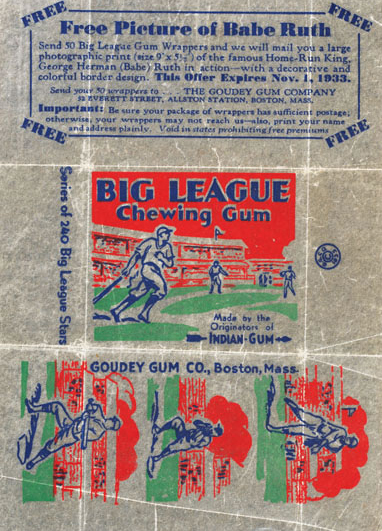 FREE
FREE
Free Picture of Babe Ruth
Send 50 Big League Gum Wrappers and we will mail you a large
photographic print (size 9"x 5½") of the famous Home-Run King,
George Herman (Babe) Ruth in action—with a decorative and
colorful border design. This Offer Expires Nov. 1, 1933.
Send your 50 wrappers to . . . THE GOUDEY GUM COMPANY
52 EVERETT STREET, ALLSTON STATION, BOSTON, MASS.
Important: Be sure your package of wrappers has sufficient postage;
otherwise, your wrappers may not reach us—also, print your name
and address plainly. Void in states prohibiting free premiums
FREE
FREE
Series of 240 Big League Stars
BIG LEAGUE
Chewing Gum
Made by the
Originators of
INDIAN·GUM
GOUDEY GUM CO., Boston, Mass.